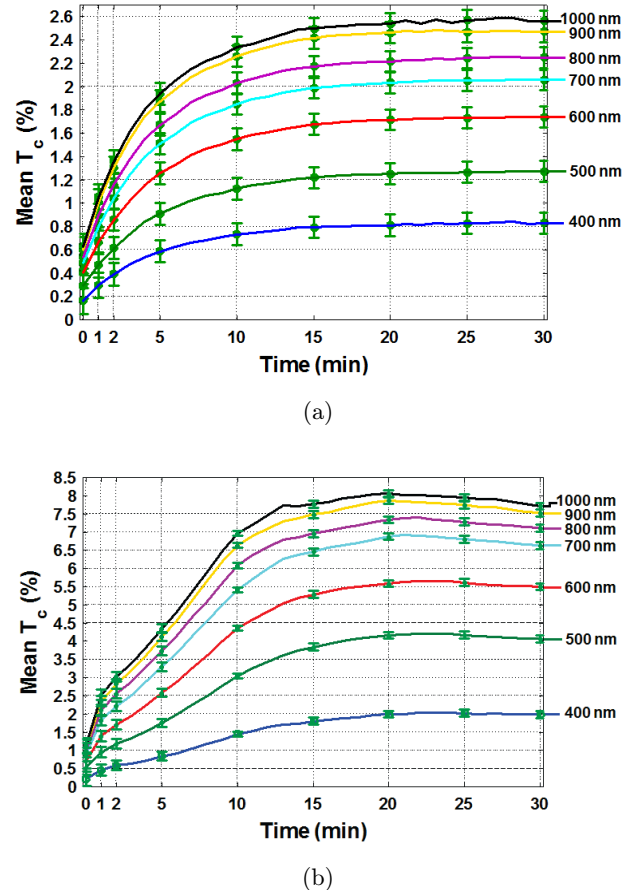 2.6
2.4
2.2
2
1.8
1.6
1.4
1.2
1
0.8
0.6
0.4
0.2
0
Mean T_c (%)
1000 nm
900 nm
800 nm
700 nm
600 nm
500 nm
400 nm
0 1 2 5 10 15 20 25 30
Time (min)
(a)
8.5
8
7.5
7
6.5
6
5.5
5
4.5
4
3.5
3
2.5
2
1.5
1
0.5
0
Mean T_c (%)
1000 nm
900 nm
800 nm
700 nm
600 nm
500 nm
400 nm
0 1 2 5 10 15 20 25 30
Time (min)
(b)